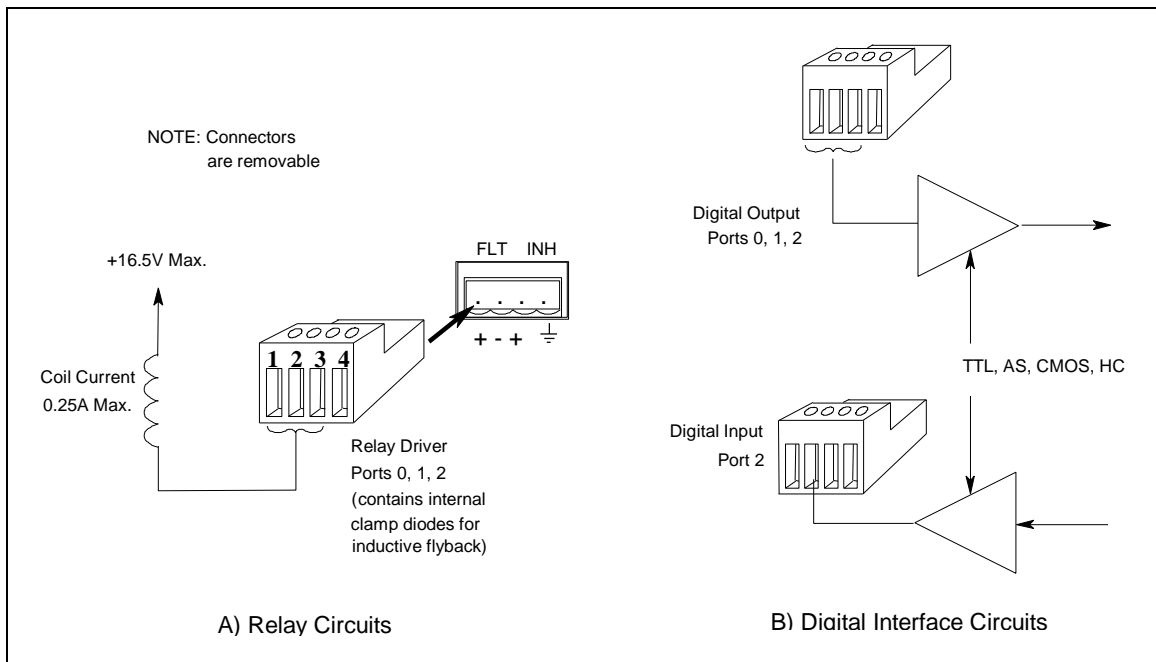 NOTE: Connectors
are removable
+16.5V Max.
Coil Current
0.25A Max.
FLT INH
+ - +
1 2 3 4
Relay Driver
Ports 0, 1, 2
(contains internal
clamp diodes for
inductive flyback)
A) Relay Circuits
Digital Output
Ports 0, 1, 2
TTL, AS, CMOS, HC
Digital Input
Port 2
B) Digital Interface Circuits